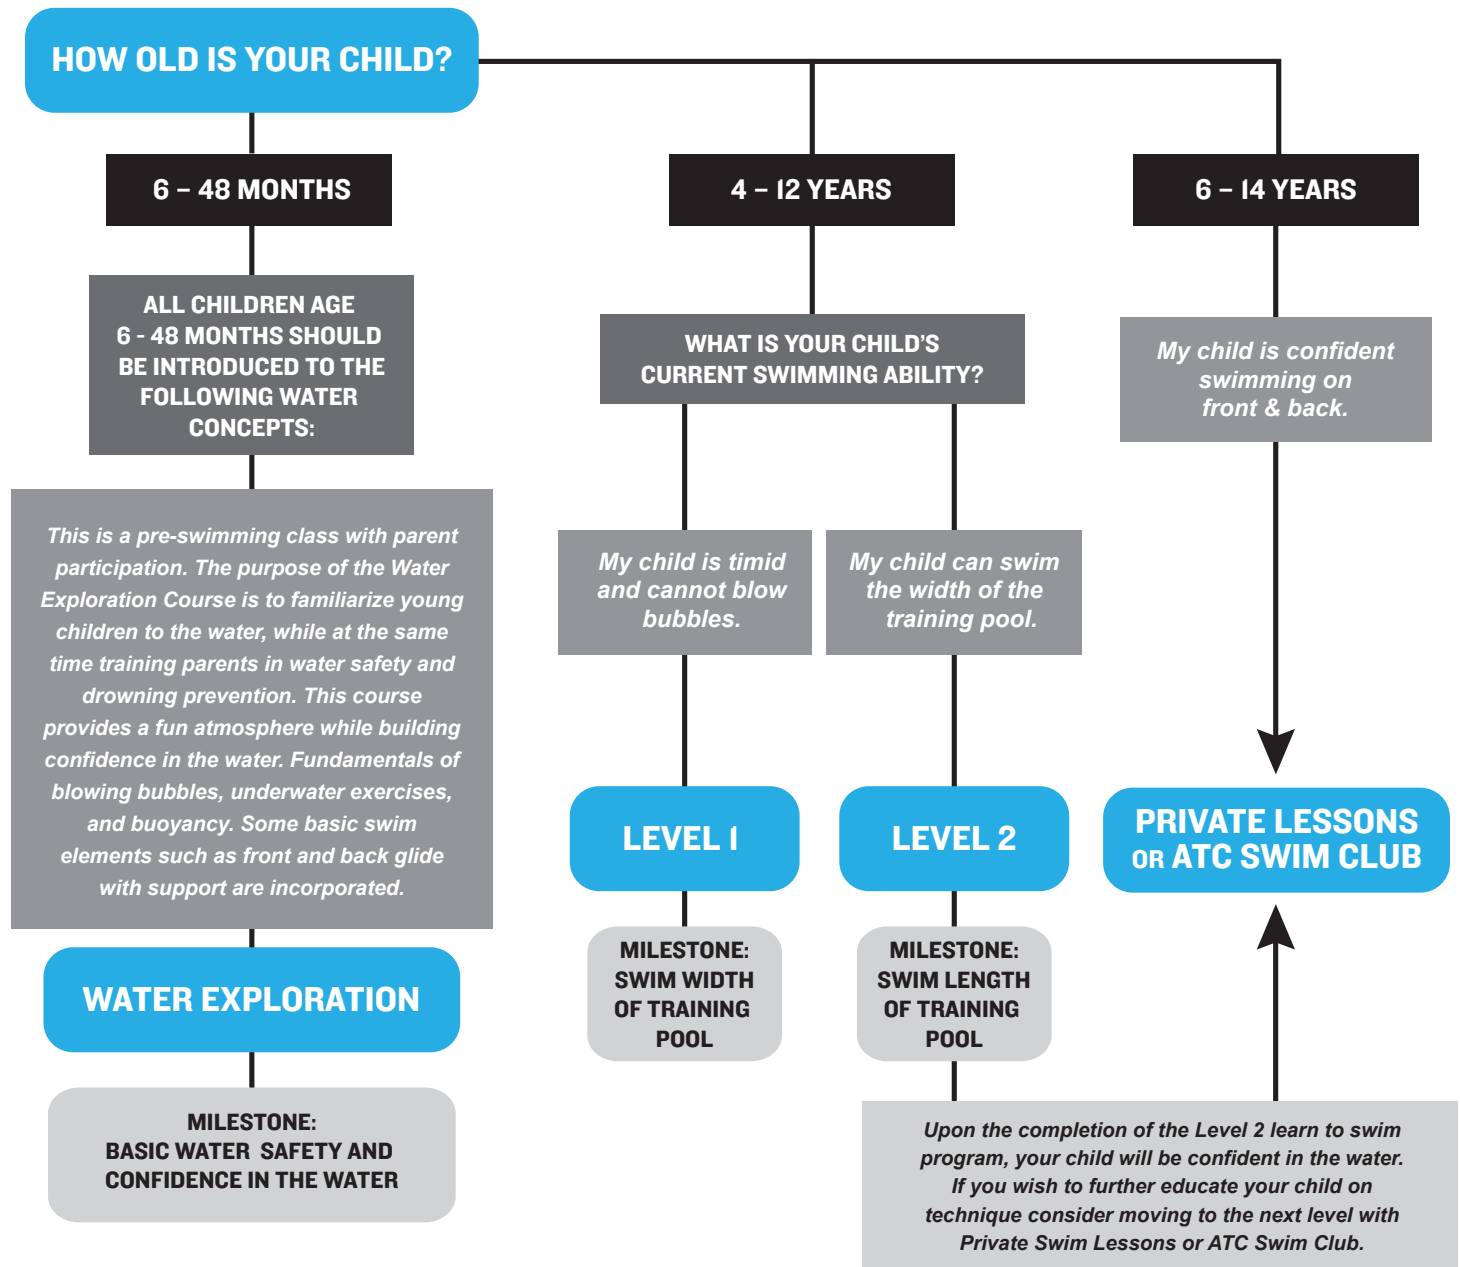 HOW OLD IS YOUR CHILD?
6 – 48 MONTHS
ALL CHILDREN AGE
6 - 48 MONTHS SHOULD
BE INTRODUCED TO THE
FOLLOWING WATER
CONCEPTS:
This is a pre-swimming class with parent
participation. The purpose of the Water
Exploration Course is to familiarize young
children to the water, while at the same
time training parents in water safety and
drowning prevention. This course
provides a fun atmosphere while building
confidence in the water. Fundamentals of
blowing bubbles, underwater exercises,
and buoyancy. Some basic swim
elements such as front and back glide
with support are incorporated.
WATER EXPLORATION
MILESTONE:
BASIC WATER SAFETY AND
CONFIDENCE IN THE WATER
4 – 12 YEARS
WHAT IS YOUR CHILD'S
CURRENT SWIMMING ABILITY?
My child is timid
and cannot blow
bubbles.
LEVEL 1
MILESTONE:
SWIM WIDTH
OF TRAINING
POOL
My child can swim
the width of the
training pool.
LEVEL 2
MILESTONE:
SWIM LENGTH
OF TRAINING
POOL
6 – 14 YEARS
My child is confident
swimming on
front & back.
PRIVATE LESSONS
OR ATC SWIM CLUB
Upon the completion of the Level 2 learn to swim
program, your child will be confident in the water.
If you wish to further educate your child on
technique consider moving to the next level with
Private Swim Lessons or ATC Swim Club.